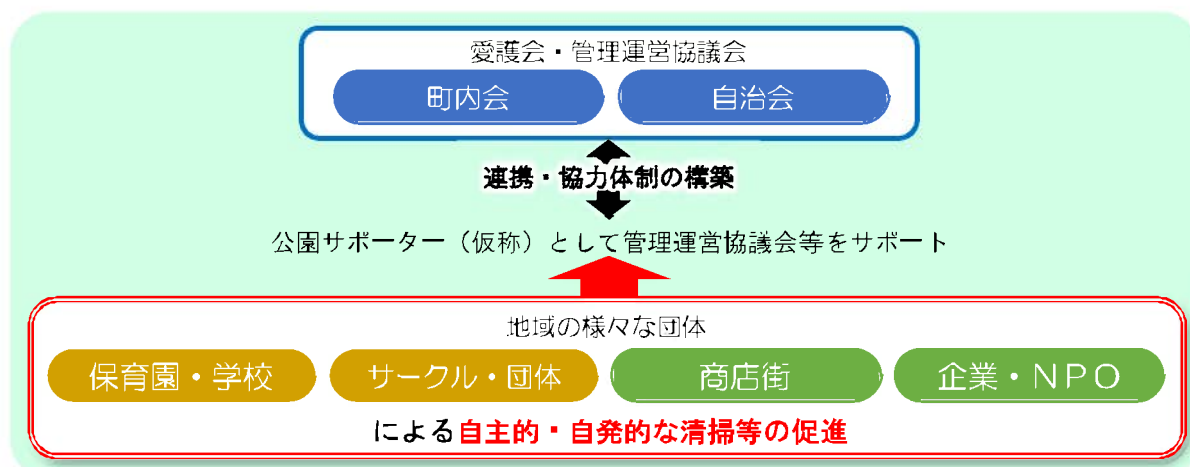 愛護会・管理運営協議会
町内会 自治会
連携・協力体制の構築
公園サポーター（仮称）として管理運営協議会等をサポート
地域の様々な団体
保育園・学校 サークル・団体 商店街 企業・ＮＰＯ
による自主的・自発的な清掃等の促進